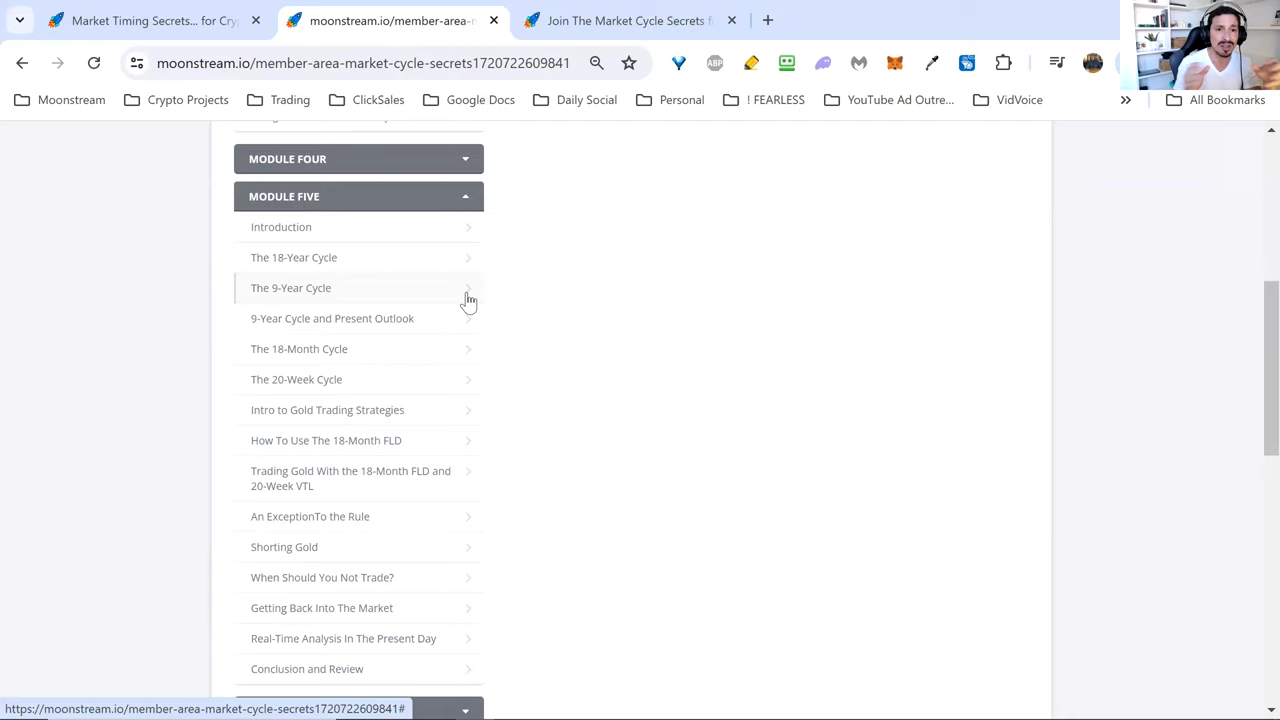 Market Timing Secrets... for Cry
moonstream.io/member-area-m
Join The Market Cycle Secrets f
moonstream.io/member-area-market-cycle-secrets1720722609841
ABP
Moonstream
Crypto Projects
Trading
ClickSales
Google Docs
Daily Social
Personal
! FEARLESS
YouTube Ad Outre...
VidVoice
All Bookmarks
MODULE FOUR
MODULE FIVE
Introduction
The 18-Year Cycle
The 9-Year Cycle
9-Year Cycle and Present Outlook
The 18-Month Cycle
The 20-Week Cycle
Intro to Gold Trading Strategies
How To Use The 18-Month FLD
Trading Gold With the 18-Month FLD and
20-Week VTL
An ExceptionTo the Rule
Shorting Gold
When Should You Not Trade?
Getting Back Into The Market
Real-Time Analysis In The Present Day
Conclusion and Review
https://moonstream.io/member-area-market-cycle-secrets1720722609841#